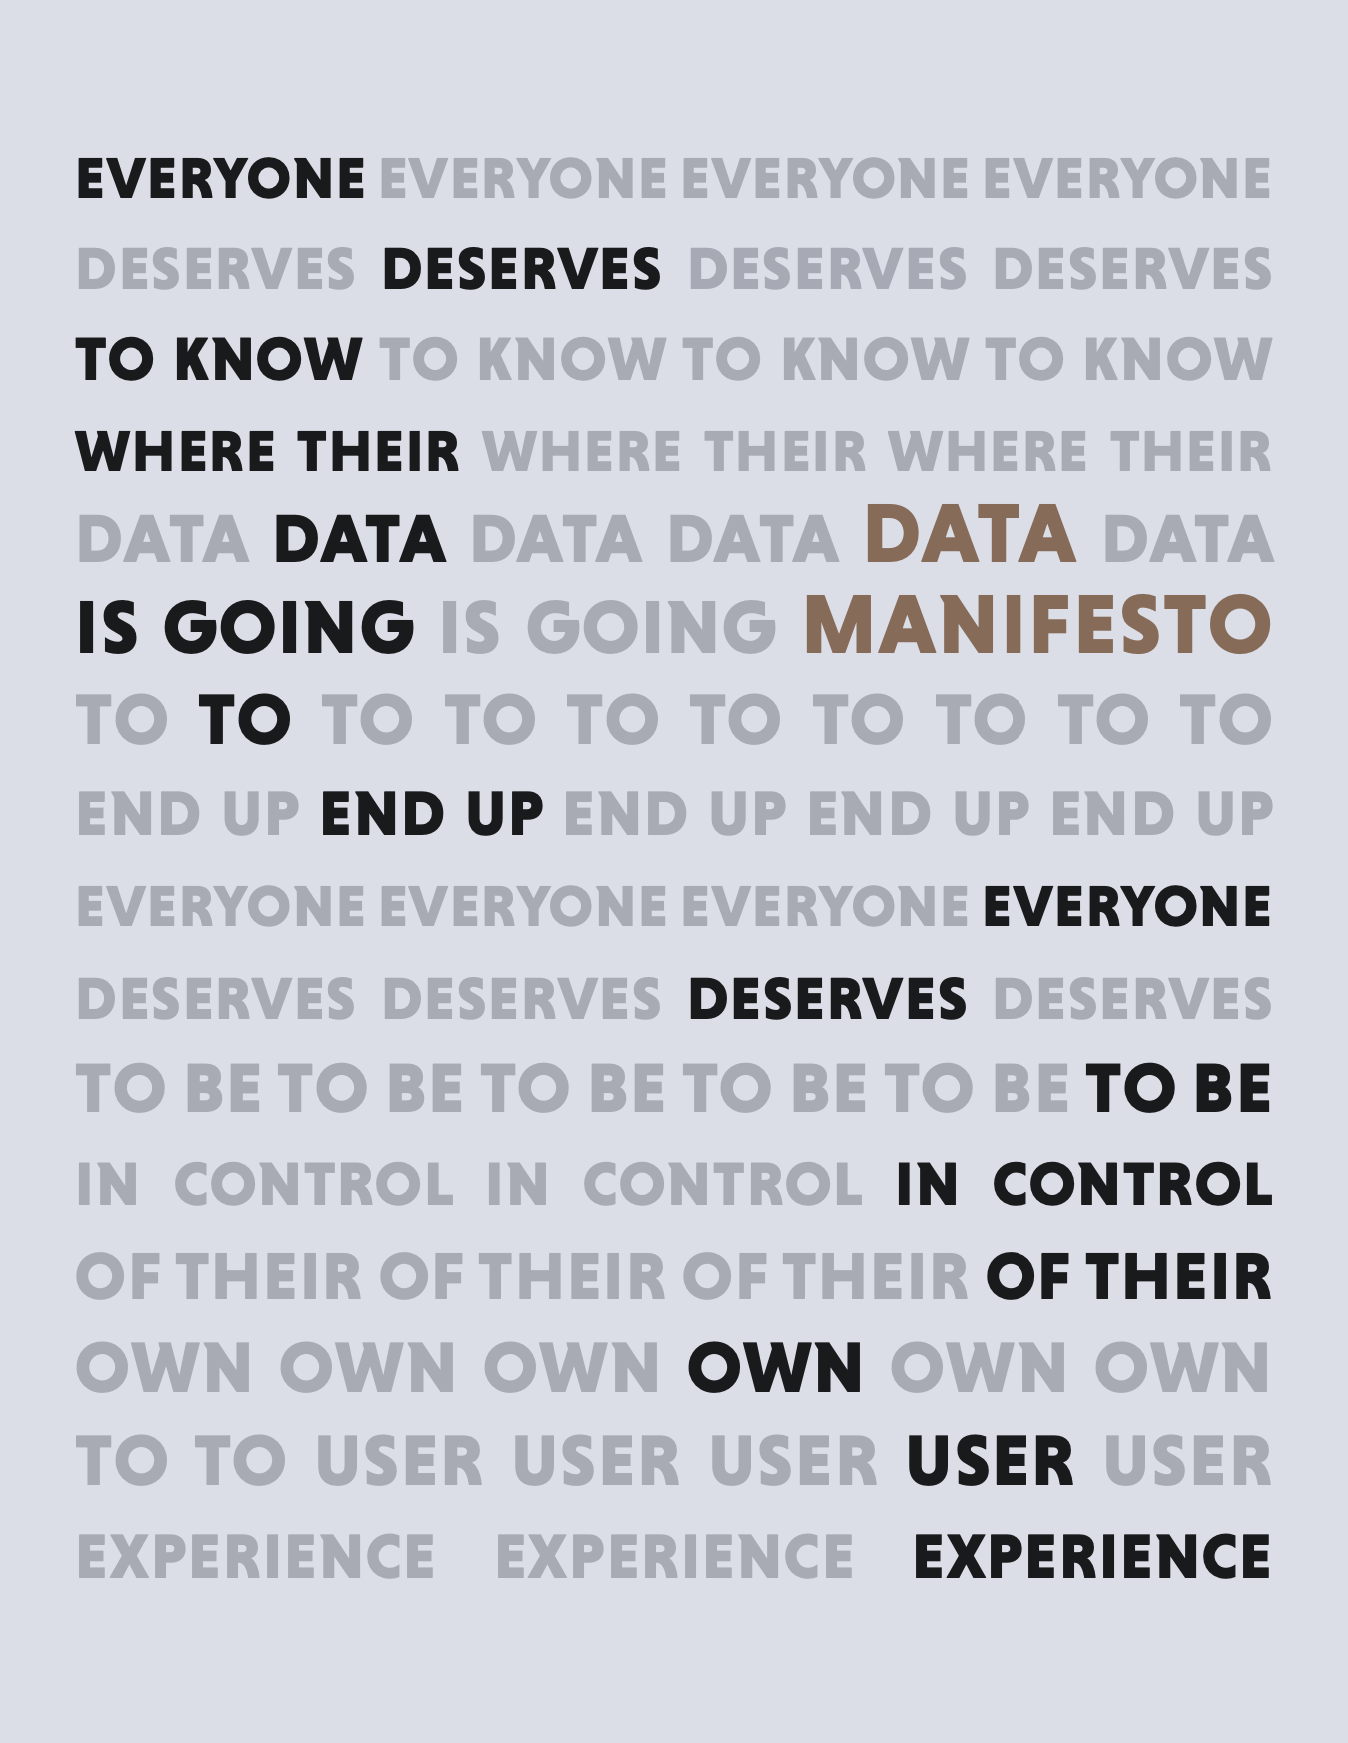 EVERYONE EVERYONE EVERYONE EVERYONE
DESERVES DESERVES DESERVES DESERVES
TO KNOW TO KNOW TO KNOW TO KNOW
WHERE THEIR WHERE THEIR WHERE THEIR
DATA DATA DATA DATA DATA DATA
IS GOING IS GOING MANIFESTO
TO TO TO TO TO TO TO TO TO TO
END UP END UP END UP END UP END UP
EVERYONE EVERYONE EVERYONE EVERYONE
DESERVES DESERVES DESERVES DESERVES
TO BE TO BE TO BE TO BE TO BE TO BE
IN CONTROL IN CONTROL IN CONTROL
OF THEIR OF THEIR OF THEIR OF THEIR
OWN OWN OWN OWN OWN OWN
TO TO USER USER USER USER USER
EXPERIENCE EXPERIENCE EXPERIENCE